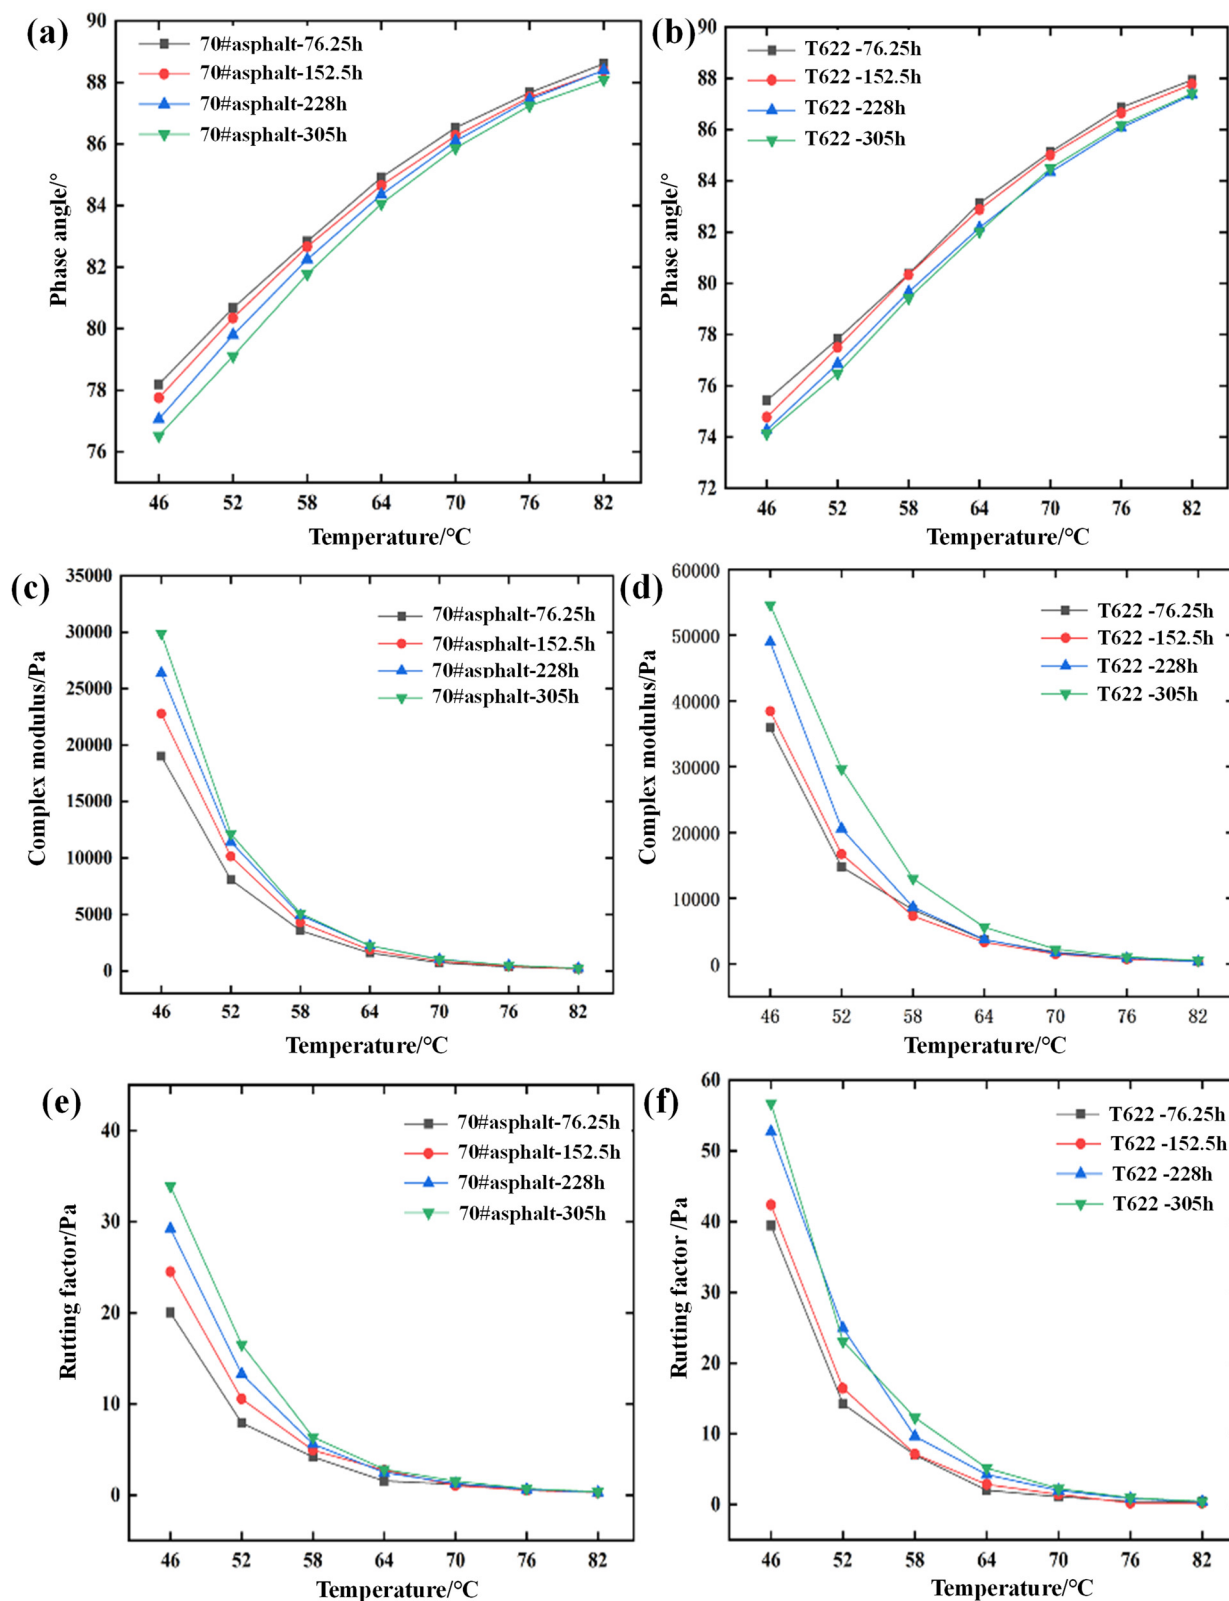 (a)
90
88
86
84
82
80
78
76
Phase angle/°
70#asphalt-76.25h
70#asphalt-152.5h
70#asphalt-228h
70#asphalt-305h
46 52 58 64 70 76 82
Temperature/°C
(b)
90
88
86
84
82
80
78
76
74
72
Phase angle/°
T622 -76.25h
T622 -152.5h
T622 -228h
T622 -305h
46 52 58 64 70 76 82
Temperature/°C
(c)
35000
30000
25000
20000
15000
10000
5000
0
Complex modulus/Pa
70#asphalt-76.25h
70#asphalt-152.5h
70#asphalt-228h
70#asphalt-305h
46 52 58 64 70 76 82
Temperature/°C
(d)
60000
50000
40000
30000
20000
10000
0
Complex modulus/Pa
T622 -76.25h
T622 -152.5h
T622 -228h
T622 -305h
46 52 58 64 70 76 82
Temperature/°C
(e)
40
30
20
10
0
Rutting factor/Pa
70#asphalt-76.25h
70#asphalt-152.5h
70#asphalt-228h
70#asphalt-305h
46 52 58 64 70 76 82
Temperature/°C
(f)
60
50
40
30
20
10
0
Rutting factor /Pa
T622 -76.25h
T622 -152.5h
T622 -228h
T622 -305h
46 52 58 64 70 76 82
Temperature/°C